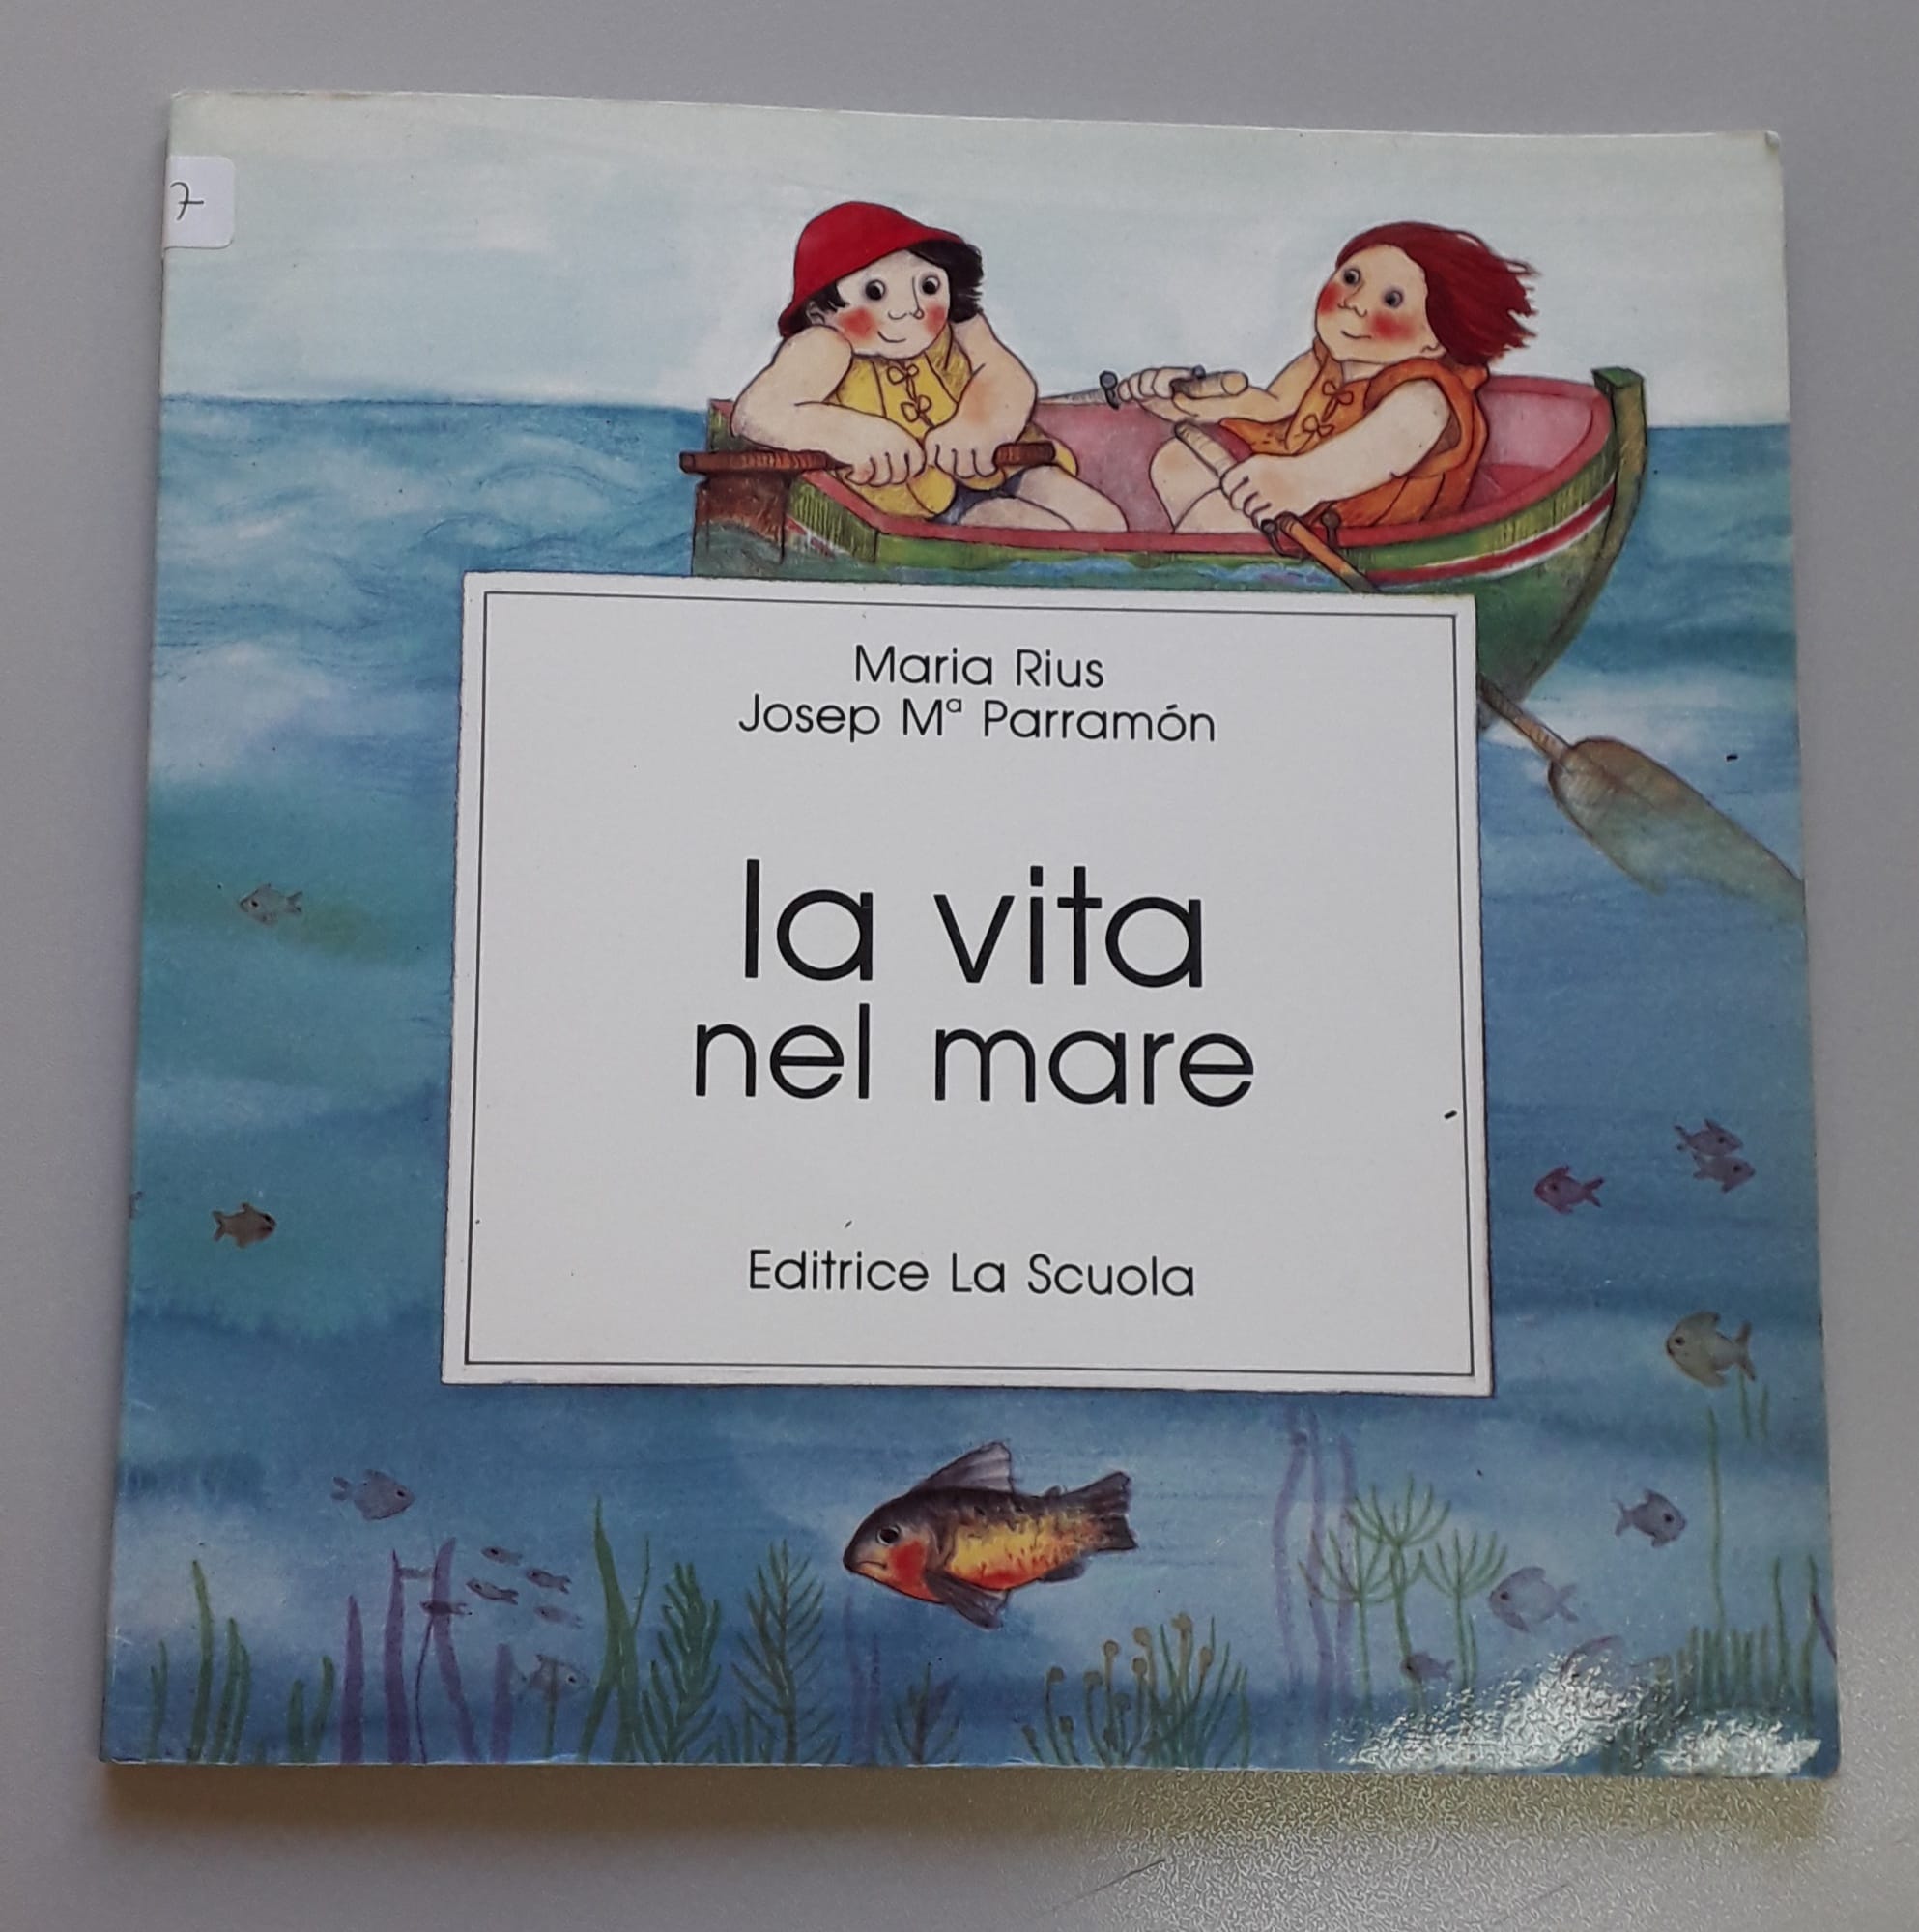 7
Maria Rius
Josep Mª Parramón
la vita
nel mare
Editrice La Scuola